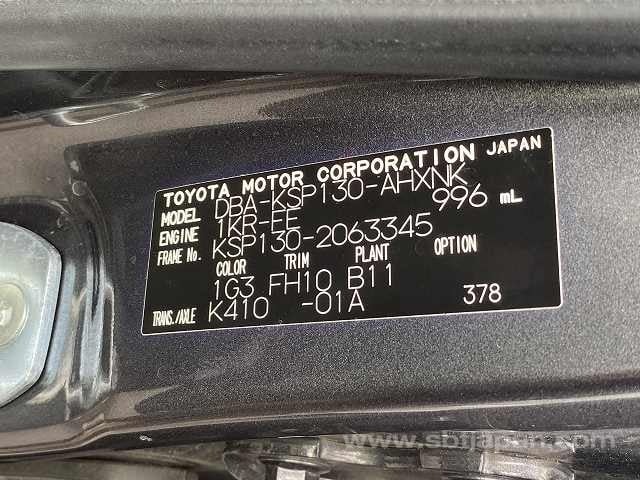 TOYOTA MOTOR CORPORATION JAPAN
MODEL DBA-KSP130-AHXNK
ENGINE 1KR-FE 996 mL
FRAME No. KSP130-2063345
COLOR TRIM PLANT OPTION
1G3 FH10 B11
TRANS./AXLE K410 -01A 378
www.sbtjapan.com